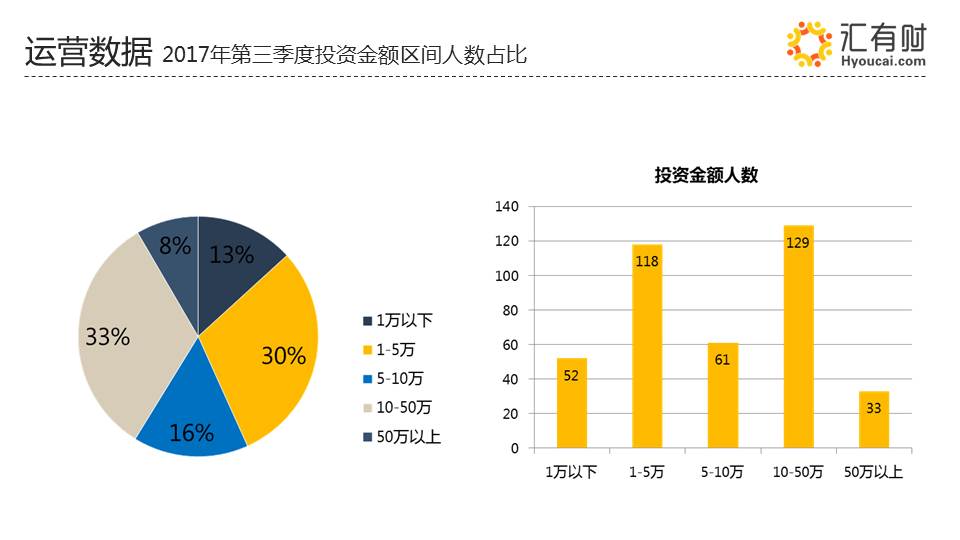 运营数据 2017年第三季度投资金额区间人数占比
汇有财
Hyoucai.com
8%
13%
33%
30%
16%
1万以下
1-5万
5-10万
10-50万
50万以上
投资金额人数
140
120
100
80
60
40
20
0
52
118
61
129
33
1万以下 1-5万 5-10万 10-50万 50万以上